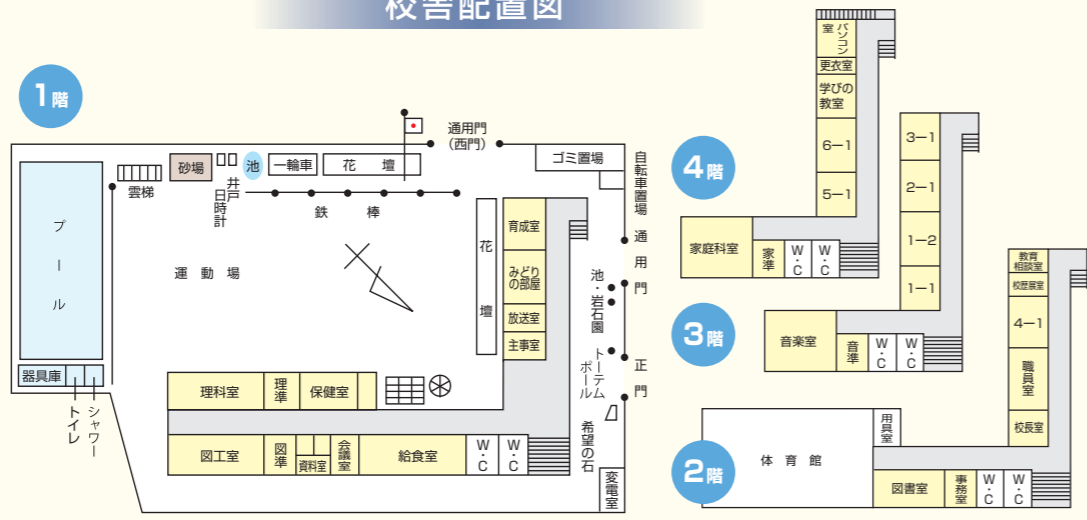 校舎配置図
1階
通用門
(西門)
ゴミ置場
自転車置場
雲梯
砂場
井戸
日時計
池
一輪車
花壇
鉄棒
プール
運動場
花壇
育成室
みどり
の部屋
放送室
主事室
池・岩石園
通用門
トーテム
ポール
正門
希望の石
変電室
器具庫
トイレ
シャワー
理科室
理準
保健室
図工室
図準
資料室
会議室
給食室
W・C
W・C
4階
パソコン
室
更衣室
学びの
教室
6-1
5-1
家庭科室
家準
W・C
W・C
3階
3-1
2-1
1-2
1-1
音楽室
音準
W・C
W・C
2階
教育
相談室
校歴展室
4-1
職員室
校長室
体育館
用具室
図書室
事務室
W・C
W・C